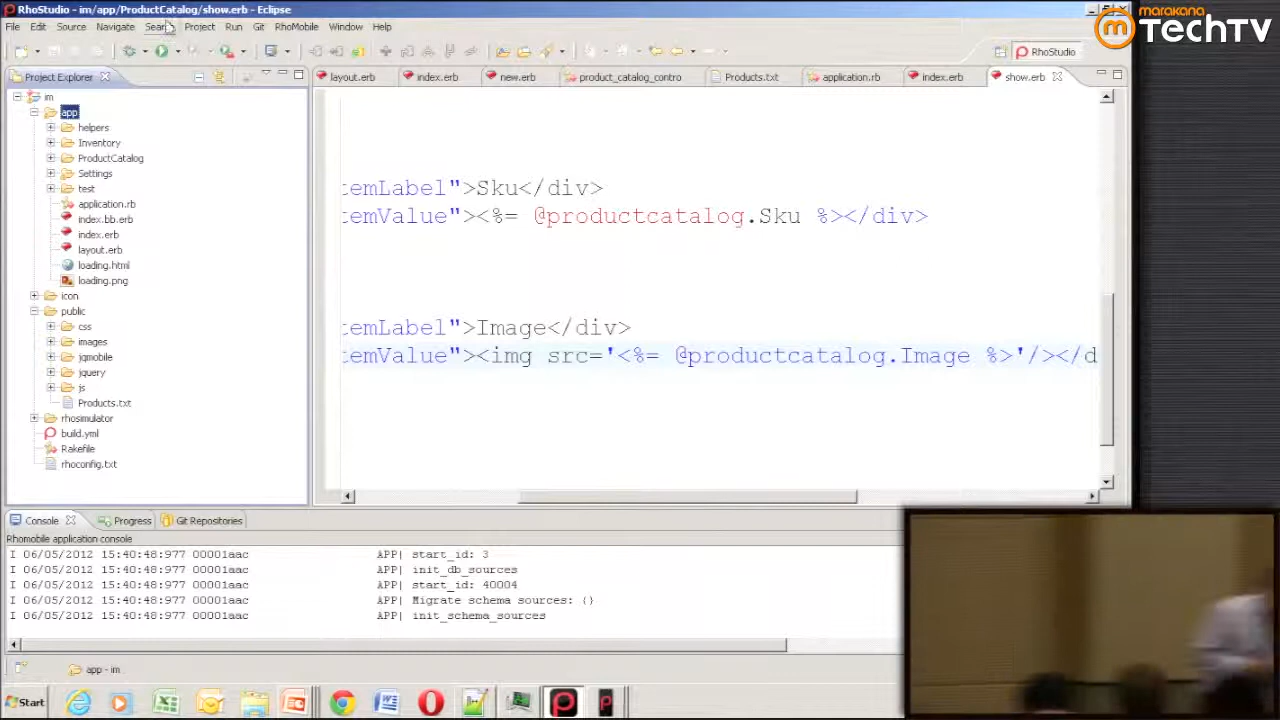 RhoStudio - im/app/ProductCatalog/show.erb - Eclipse
marakana
TechTV
File Edit Source Navigate Search Project Run Git RhoMobile Window Help
RhoStudio
Project Explorer
layout.erb index.erb new.erb product_catalog_contro Products.txt application.rb index.erb show.erb
im
app
helpers
Inventory
ProductCatalog
Settings
test
application.rb
index.bb.erb
index.erb
layout.erb
loading.html
loading.png
icon
public
css
images
jqmobile
jquery
js
Products.txt
rhosimulator
build.yml
Rakefile
rhoconfig.txt
temLabel">Sku</div>
temValue"><%= @productcatalog.Sku %></div>
temLabel">Image</div>
temValue"><img src='<%= @productcatalog.Image %>'/></d
Console Progress Git Repositories
Rhomobile application console
I 06/05/2012 15:40:48:977 00001aac APP| start_id: 3
I 06/05/2012 15:40:48:977 00001aac APP| init_db_sources
I 06/05/2012 15:40:48:977 00001aac APP| start_id: 40004
I 06/05/2012 15:40:48:977 00001aac APP| Migrate schema sources: {}
I 06/05/2012 15:40:48:977 00001aac APP| init_schema_sources
app - im
Start